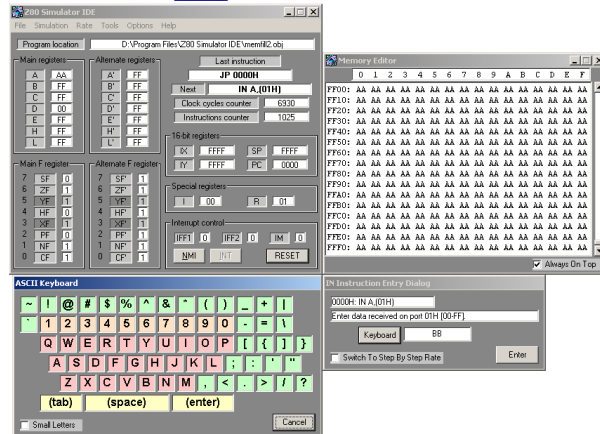 Z80 Simulator IDE
File Simulation Rate Tools Options Help
Program location D:\Program Files\Z80 Simulator IDE\memfill2.obj
Main registers
A AA
B FF
C FF
D 00
E FF
H FF
L FF
Alternate registers
A' FF
B' FF
C' FF
D' FF
E' FF
H' FF
L' FF
Last instruction
JP 0000H
Next IN A,(01H)
Clock cycles counter 6930
Instructions counter 1025
16-bit registers
IX FFFF SP FFFF
IY FFFF PC 0000
Main F register
7 SF 0
6 ZF 1
5 YF 1
4 HF 0
3 XF 1
2 PF 0
1 NF 1
0 CF 1
Alternate F register
7 SF' 1
6 ZF' 1
5 YF' 1
4 HF' 1
3 XF' 1
2 PF' 1
1 NF' 1
0 CF' 1
Special registers
I 00 R 01
Interrupt control
IFF1 0 IFF2 0 IM 0
NMI INT RESET
Memory Editor
0 1 2 3 4 5 6 7 8 9 A B C D E F
FF00: AA AA AA AA AA AA AA AA AA AA AA AA AA AA AA AA
FF10: AA AA AA AA AA AA AA AA AA AA AA AA AA AA AA AA
FF20: AA AA AA AA AA AA AA AA AA AA AA AA AA AA AA AA
FF30: AA AA AA AA AA AA AA AA AA AA AA AA AA AA AA AA
FF40: AA AA AA AA AA AA AA AA AA AA AA AA AA AA AA AA
FF50: AA AA AA AA AA AA AA AA AA AA AA AA AA AA AA AA
FF60: AA AA AA AA AA AA AA AA AA AA AA AA AA AA AA AA
FF70: AA AA AA AA AA AA AA AA AA AA AA AA AA AA AA AA
FF80: AA AA AA AA AA AA AA AA AA AA AA AA AA AA AA AA
FF90: AA AA AA AA AA AA AA AA AA AA AA AA AA AA AA AA
FFA0: AA AA AA AA AA AA AA AA AA AA AA AA AA AA AA AA
FFB0: AA AA AA AA AA AA AA AA AA AA AA AA AA AA AA AA
FFC0: AA AA AA AA AA AA AA AA AA AA AA AA AA AA AA AA
FFD0: AA AA AA AA AA AA AA AA AA AA AA AA AA AA AA AA
FFE0: AA AA AA AA AA AA AA AA AA AA AA AA AA AA AA AA
FFF0: AA AA AA AA AA AA AA AA AA AA AA AA AA AA AA AA
Always On Top
ASCII Keyboard
~ ! @ # $ % ^ & * ( ) _ + |
` 1 2 3 4 5 6 7 8 9 0 - = \
Q W E R T Y U I O P [ { ] }
A S D F G H J K L ; : ' "
Z X C V B N M , < . > / ?
(tab) (space) (enter)
Small Letters Cancel
IN Instruction Entry Dialog
0000H: IN A,(01H)
Enter data received on port 01H [00-FF].
Keyboard BB
Switch To Step By Step Rate Enter